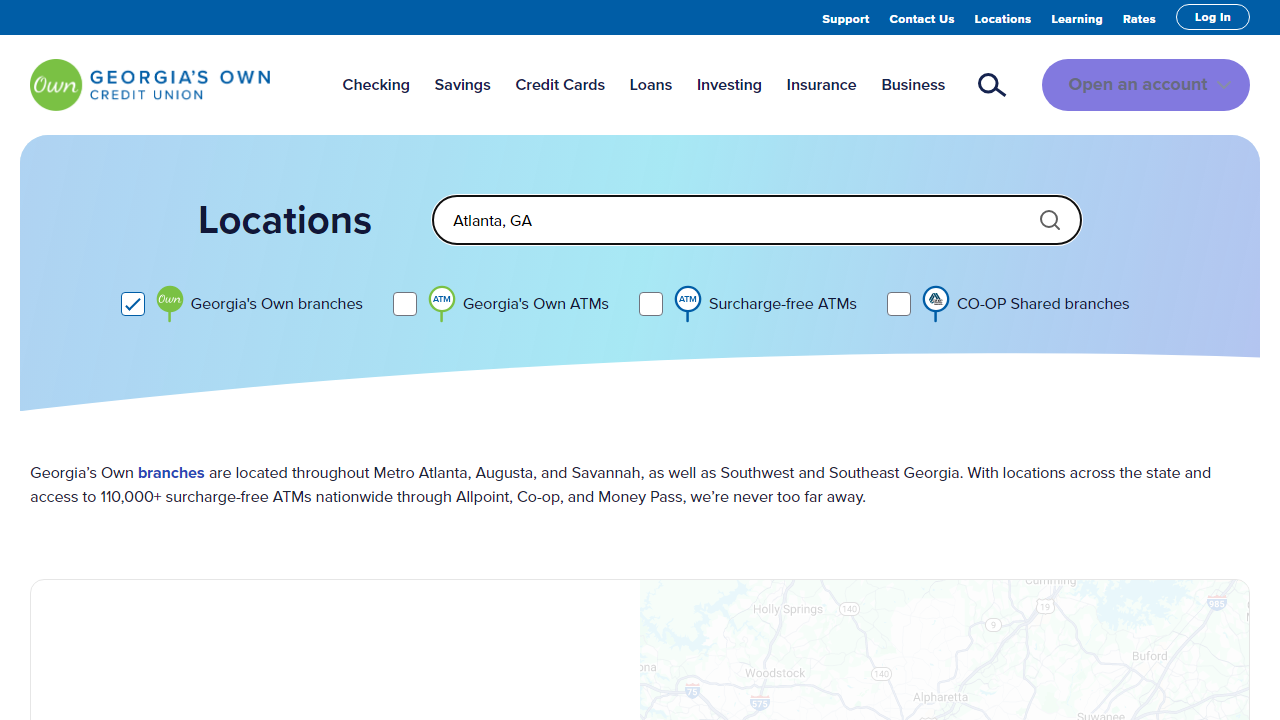 Support Contact Us Locations Learning Rates Log In
Own GEORGIA'S OWN
CREDIT UNION
Checking Savings Credit Cards Loans Investing Insurance Business Open an account
Locations Atlanta, GA
Own Georgia's Own branches ATM Georgia's Own ATMs ATM Surcharge-free ATMs CO-OP Shared branches
Georgia’s Own branches are located throughout Metro Atlanta, Augusta, and Savannah, as well as Southwest and Southeast Georgia. With locations across the state and
access to 110,000+ surcharge-free ATMs nationwide through Allpoint, Co-op, and Money Pass, we’re never too far away.
Cumming
Holly Springs 140 19 985
9
Buford
Woodstock 140
75 575 Alpharetta
Suwanee